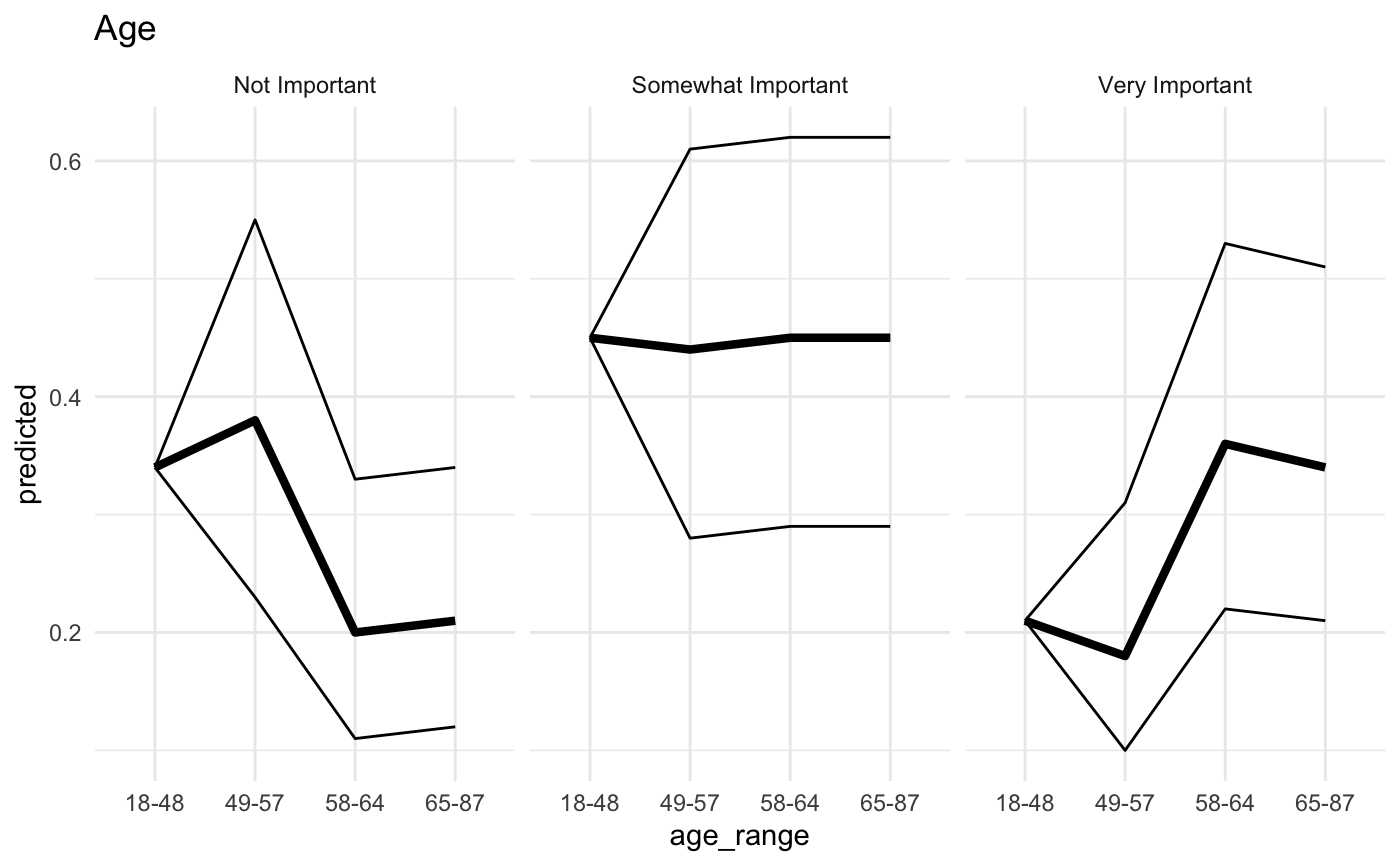 Age
Not Important
Somewhat Important
Very Important
predicted
0.6
0.4
0.2
18-48 49-57 58-64 65-87
18-48 49-57 58-64 65-87
18-48 49-57 58-64 65-87
age_range